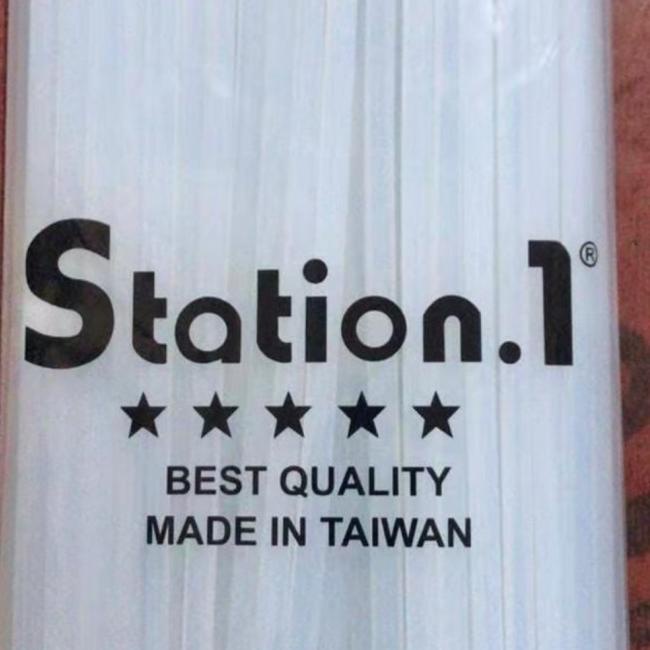 Station.1®
★★★★★
BEST QUALITY
MADE IN TAIWAN